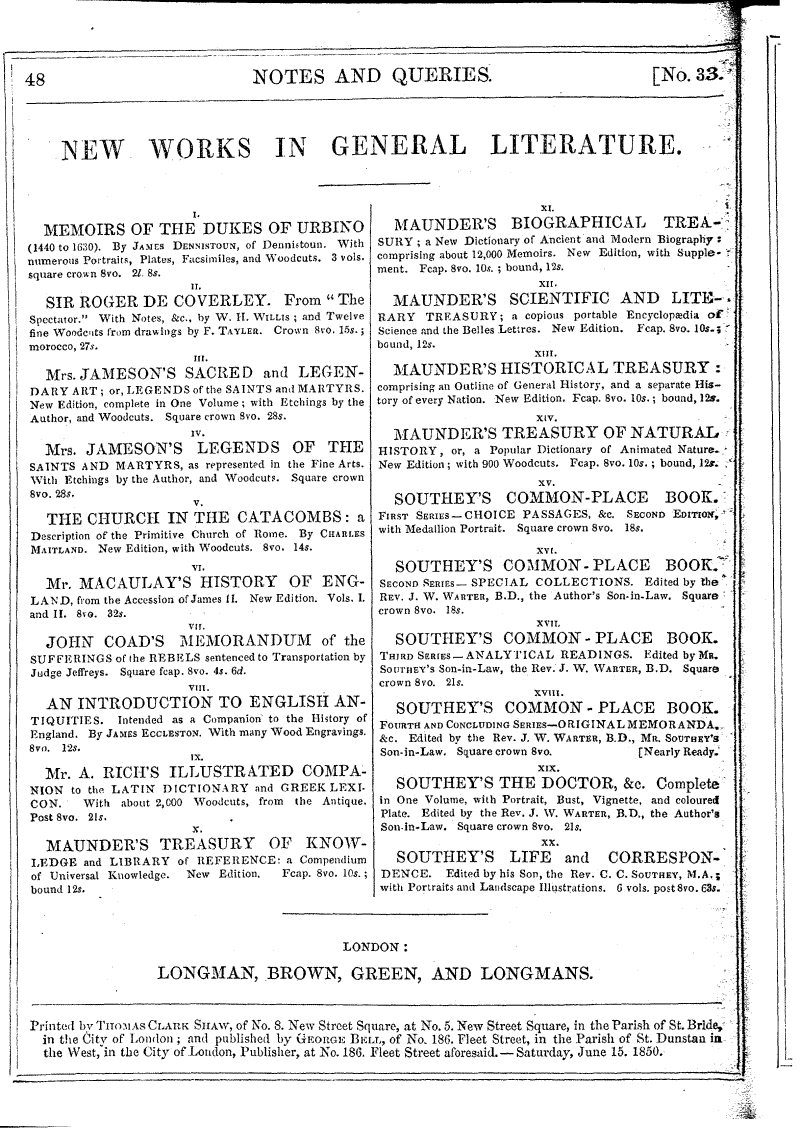 48 NOTES AND QUERIES. [No. 33.
NEW WORKS IN GENERAL LITERATURE.
I.
MEMOIRS OF THE DUKES OF URBINO
(1440 to 1630). By JAMES DENNISTOUN, of Dennistoun. With
numerous Portraits, Plates, Facsimiles, and Woodcuts. 3 vols.
square crown 8vo. 2l. 8s.
II.
SIR ROGER DE COVERLEY. From "The
Spectator." With Notes, &c., by W. H. WILLIS; and Twelve
fine Woodcuts from drawings by F. TAYLER. Crown 8vo. 15s.;
morocco, 27s.
III.
Mrs. JAMESON'S SACRED and LEGEN-
DARY ART; or, LEGENDS of the SAINTS and MARTYRS.
New Edition, complete in One Volume; with Etchings by the
Author, and Woodcuts. Square crown 8vo. 28s.
IV.
Mrs. JAMESON'S LEGENDS OF THE
SAINTS AND MARTYRS, as represented in the Fine Arts.
With Etchings by the Author, and Woodcuts. Square crown
8vo. 28s.
V.
THE CHURCH IN THE CATACOMBS: a
Description of the Primitive Church of Rome. By CHARLES
MAITLAND. New Edition, with Woodcuts. 8vo. 14s.
VI.
Mr. MACAULAY'S HISTORY OF ENG-
LAND, from the Accession of James II. New Edition. Vols. I.
and II. 8vo. 32s.
VII.
JOHN COAD'S MEMORANDUM of the
SUFFERINGS of the REBELS sentenced to Transportation by
Judge Jeffreys. Square fcap. 8vo. 4s. 6d.
VIII.
AN INTRODUCTION TO ENGLISH AN-
TIQUITIES. Intended as a Companion to the History of
England. By JAMES ECCLESTON. With many Wood Engravings.
8vo. 12s.
IX.
Mr. A. RICH'S ILLUSTRATED COMPA-
NION to the LATIN DICTIONARY and GREEK LEXI-
CON. With about 2,000 Woodcuts, from the Antique.
Post 8vo. 21s.
X.
MAUNDER'S TREASURY OF KNOW-
LEDGE and LIBRARY of REFERENCE: a Compendium
of Universal Knowledge. New Edition. Fcap. 8vo. 10s.;
bound 12s.
XI.
MAUNDER'S BIOGRAPHICAL TREA-
SURY; a New Dictionary of Ancient and Modern Biography:
comprising about 12,000 Memoirs. New Edition, with Supple-
ment. Fcap. 8vo. 10s.; bound, 12s.
XII.
MAUNDER'S SCIENTIFIC AND LITE-
RARY TREASURY; a copious portable Encyclopædia of
Science and the Belles Lettres. New Edition. Fcap. 8vo. 10s.;
bound, 12s.
XIII.
MAUNDER'S HISTORICAL TREASURY:
comprising an Outline of General History, and a separate His-
tory of every Nation. New Edition. Fcap. 8vo. 10s.; bound, 12s.
XIV.
MAUNDER'S TREASURY OF NATURAL
HISTORY, or, a Popular Dictionary of Animated Nature.
New Edition; with 900 Woodcuts. Fcap. 8vo. 10s.; bound, 12s.
XV.
SOUTHEY'S COMMON-PLACE BOOK.
FIRST SERIES—CHOICE PASSAGES, &c. SECOND EDITION,
with Medallion Portrait. Square crown 8vo. 18s.
XVI.
SOUTHEY'S COMMON-PLACE BOOK.
SECOND SERIES—SPECIAL COLLECTIONS. Edited by the
REV. J. W. WARTER, B.D., the Author's Son-in-Law. Square
crown 8vo. 18s.
XVII.
SOUTHEY'S COMMON-PLACE BOOK.
THIRD SERIES—ANALYTICAL READINGS. Edited by MR.
SOUTHEY'S Son-in-Law, the Rev. J. W. WARTER, B.D. Square
crown 8vo. 21s.
XVIII.
SOUTHEY'S COMMON-PLACE BOOK.
FOURTH AND CONCLUDING SERIES—ORIGINAL MEMORANDA,
&c. Edited by the Rev. J. W. WARTER, B.D., MR. SOUTHEY'S
Son-in-Law. Square crown 8vo. [Nearly Ready.
XIX.
SOUTHEY'S THE DOCTOR, &c. Complete
in One Volume, with Portrait, Bust, Vignette, and coloured
Plate. Edited by the Rev. J. W. WARTER, B.D., the Author's
Son-in-Law. Square crown 8vo. 21s.
XX.
SOUTHEY'S LIFE and CORRESPON-
DENCE. Edited by his Son, the Rev. C. C. SOUTHEY, M.A.;
with Portraits and Landscape Illustrations. 6 vols. post 8vo. 63s.
LONDON:
LONGMAN, BROWN, GREEN, AND LONGMANS.
Printed by THOMAS CLARK SHAW, of No. 8. New Street Square, at No. 5. New Street Square, in the Parish of St. Bride,
in the City of London; and published by GEORGE BELL, of No. 186. Fleet Street, in the Parish of St. Dunstan in
the West, in the City of London, Publisher, at No. 186. Fleet Street aforesaid.—Saturday, June 15. 1850.